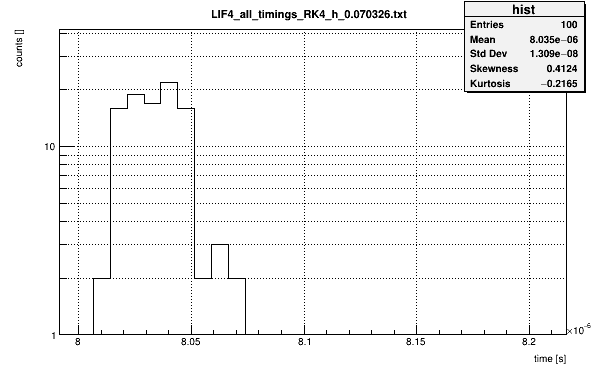 LIF4_all_timings_RK4_h_0.070326.txt
hist
Entries 100
Mean 8.035e−06
Std Dev 1.309e−08
Skewness 0.4124
Kurtosis −0.2165
counts []
10
1
8 8.05 8.1 8.15 8.2
×10−6
time [s]